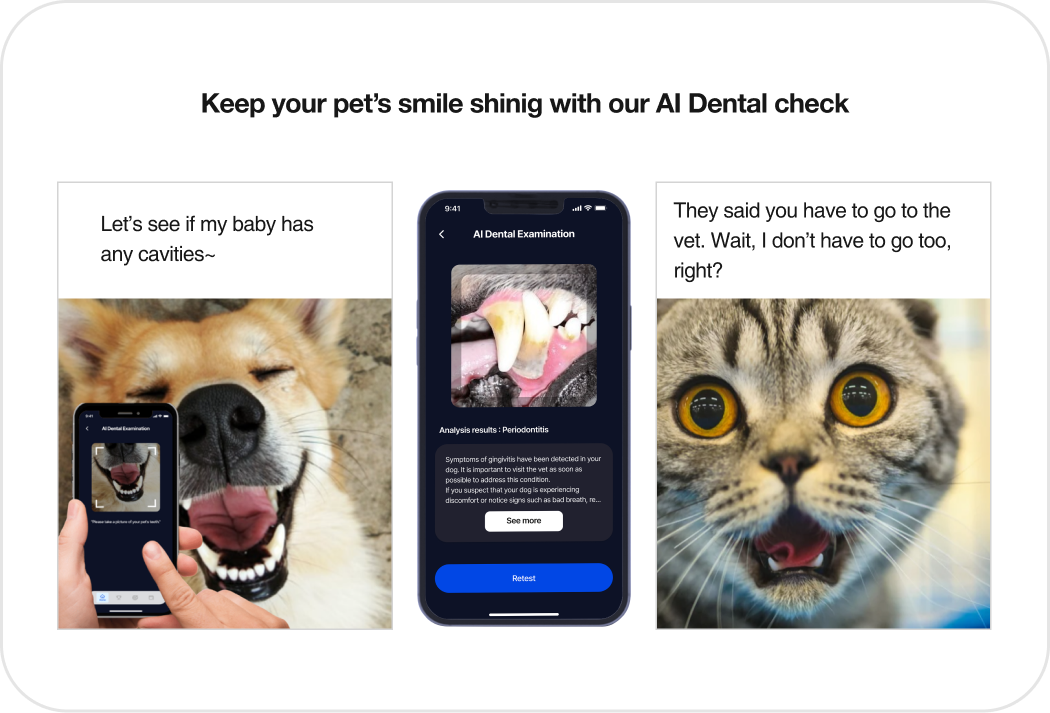 Keep your pet's smile shinig with our AI Dental check
Let's see if my baby has
any cavities~
9:41
AI Dental Examination
"Please take a picture of your pet's teeth"
9:41
AI Dental Examination
Analysis results : Periodontitis
Symptoms of gingivitis have been detected in your
dog. It is important to visit the vet as soon as
possible to address this condition.
If you suspect that your dog is experiencing
discomfort or notice signs such as bad breath, re...
See more
Retest
They said you have to go to the
vet. Wait, I don't have to go too,
right?